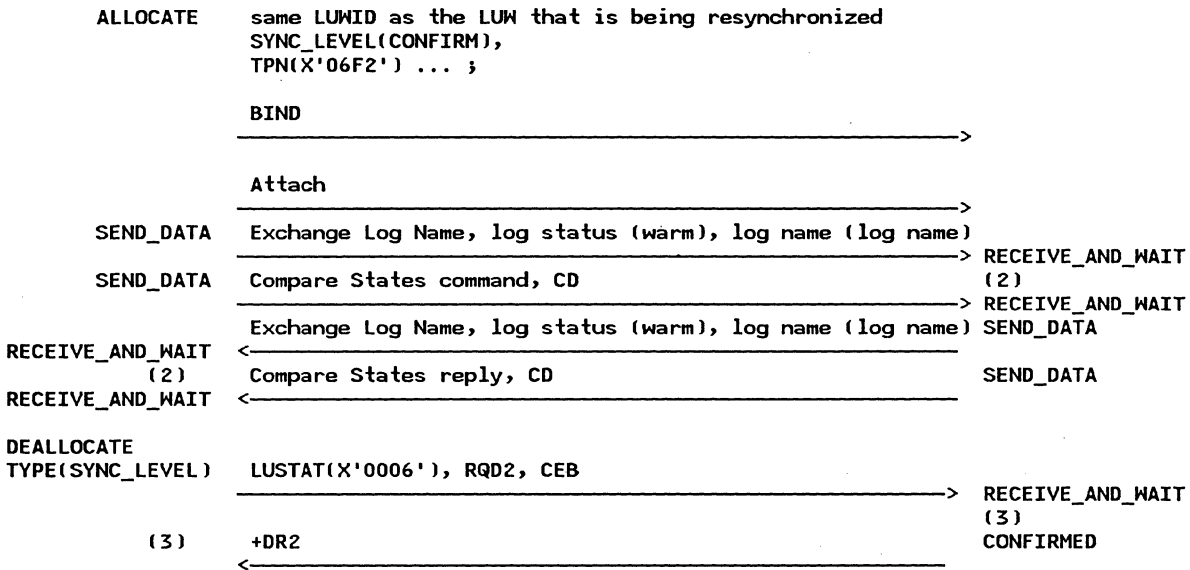 ALLOCATE same LUWID as the LUW that is being resynchronized
SYNC_LEVEL(CONFIRM),
TPN(X'06F2') ... ;
BIND
Attach
SEND_DATA Exchange Log Name, log status (warm), log name (log name)
RECEIVE_AND_WAIT
SEND_DATA Compare States command, CD (2)
RECEIVE_AND_WAIT
Exchange Log Name, log status (warm), log name (log name) SEND_DATA
RECEIVE_AND_WAIT
(2) Compare States reply, CD SEND_DATA
RECEIVE_AND_WAIT
DEALLOCATE
TYPE(SYNC_LEVEL) LUSTAT(X'0006'), RQD2, CEB
RECEIVE_AND_WAIT
(3)
(3) +DR2 CONFIRMED